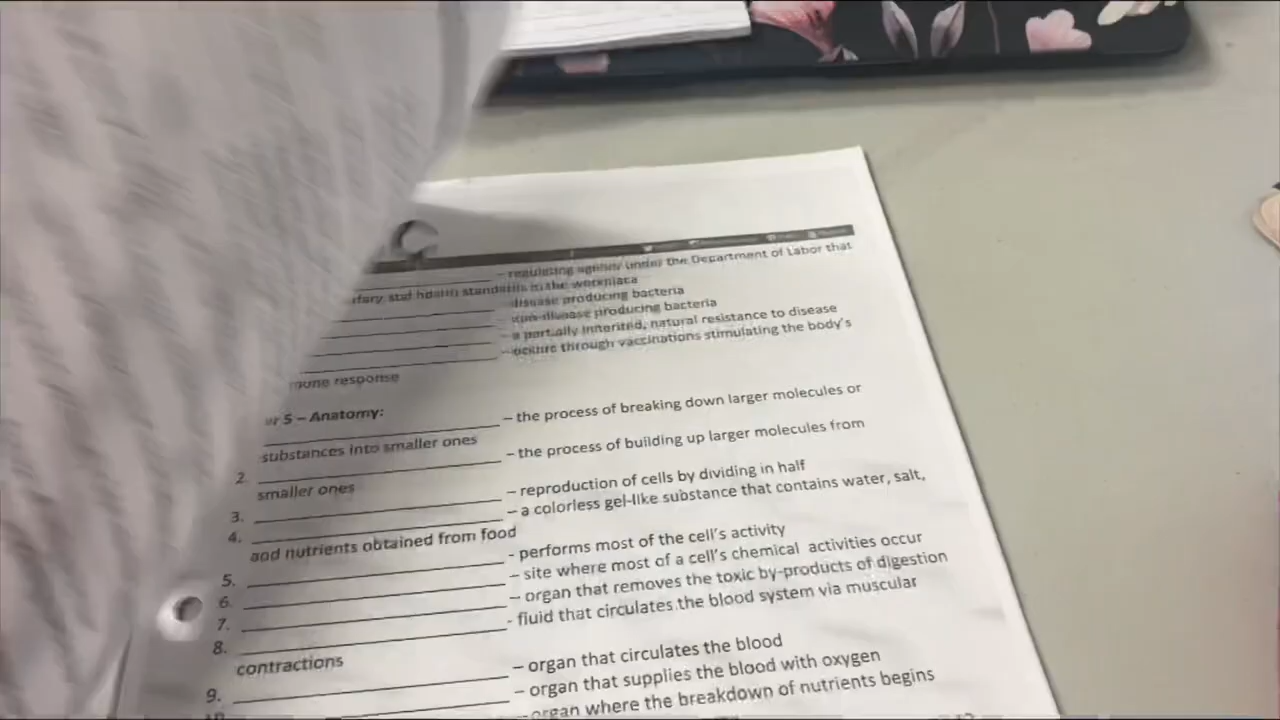 – regulating agency under the Department of Labor that
standards in the workplace
disease producing bacteria
non-disease producing bacteria
– a partially inherited, natural resistance to disease
through vaccinations stimulating the body's
response
5 – Anatomy:
– the process of breaking down larger molecules or
substances into smaller ones
2. – the process of building up larger molecules from
smaller ones
3. – reproduction of cells by dividing in half
4. – a colorless gel-like substance that contains water, salt,
and nutrients obtained from food
5. - performs most of the cell's activity
6. – site where most of a cell's chemical activities occur
7. – organ that removes the toxic by-products of digestion
8. - fluid that circulates the blood system via muscular
contractions
9. – organ that circulates the blood
– organ that supplies the blood with oxygen
organ where the breakdown of nutrients begins